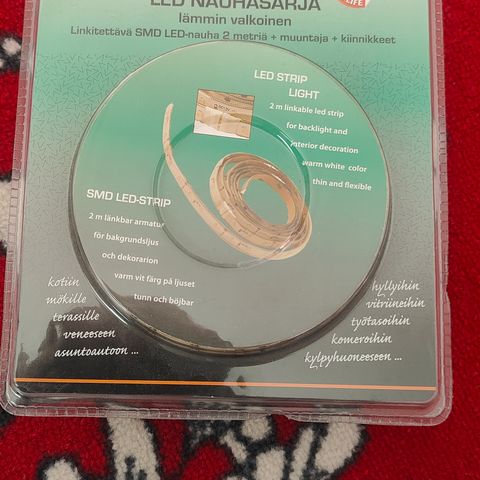 LED NAUHASARJA
LIFE
lämmin valkoinen
Linkitettävä SMD LED-nauha 2 metriä + muuntaja + kiinnikkeet
LED STRIP
LIGHT
2 m linkable led strip
for backlight and
interior decoration
warm white color
thin and flexible
SMD LED-STRIP
2 m länkbar armatur
för bakgrundsljus
och dekorarion
varm vit färg på ljuset
tunn och böjbar
kotiin
mökille
terassille
veneeseen
asuntoautoon ...
hyllyihin
vitriineihin
työtasoihin
komeroihin
kylpyhuoneeseen ...